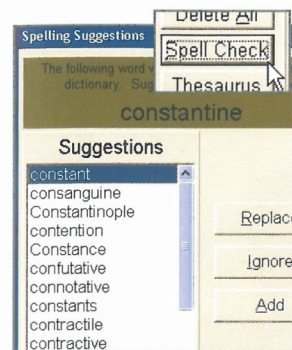 Delete All
Spelling Suggestions
Spell Check
The following word
dictionary. Sug
Thesaurus
constantine
Suggestions
constant
consanguine
Constantinople
contention
Constance
confutative
connotative
constants
contractile
contractive
Replace
Ignore
Add